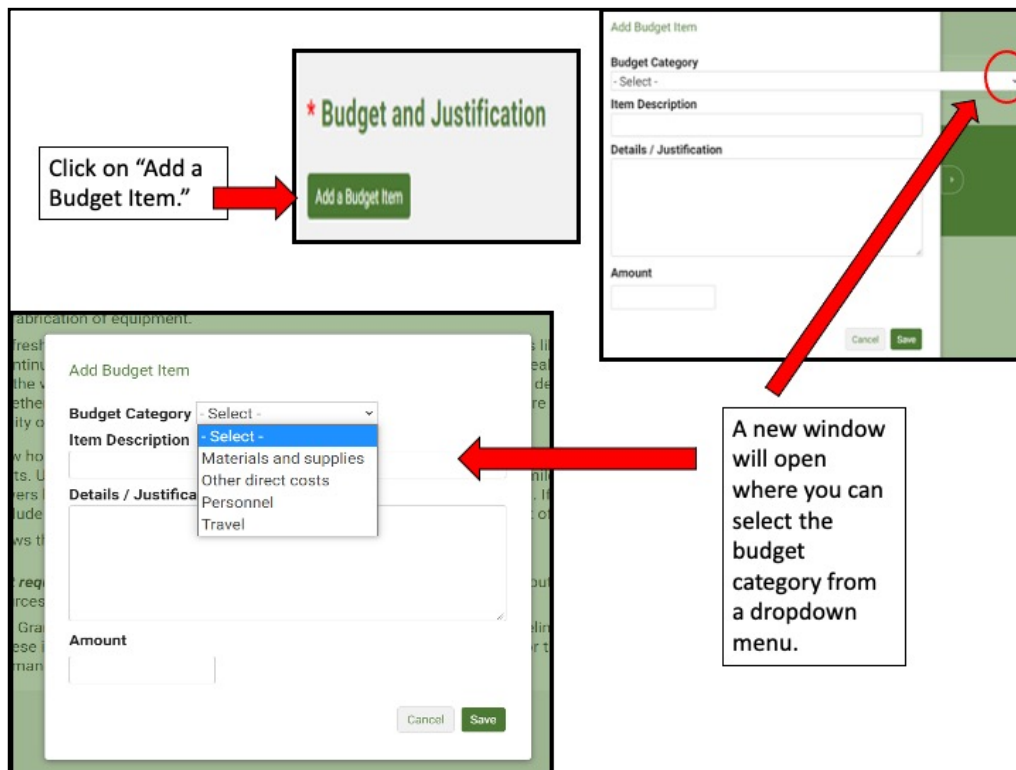 Click on “Add a
Budget Item.”
* Budget and Justification
Add a Budget Item
Add Budget Item
Budget Category
- Select -
Item Description
Details / Justification
Amount
Cancel
Save
fabrication of equipment.
Add Budget Item
Budget Category - Select -
- Select -
Item Description
Materials and supplies
Other direct costs
Personnel
Travel
Details / Justifica
Amount
Cancel
Save
A new window
will open
where you can
select the
budget
category from
a dropdown
menu.